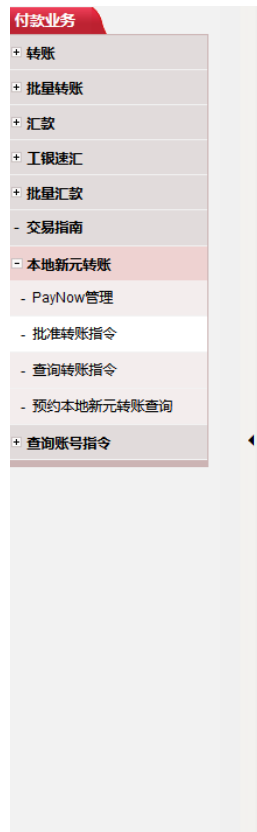 付款业务
转账
批量转账
汇款
工银速汇
批量汇款
- 交易指南
本地新元转账
- PayNow管理
- 批准转账指令
- 查询转账指令
- 预约本地新元转账查询
查询账号指令